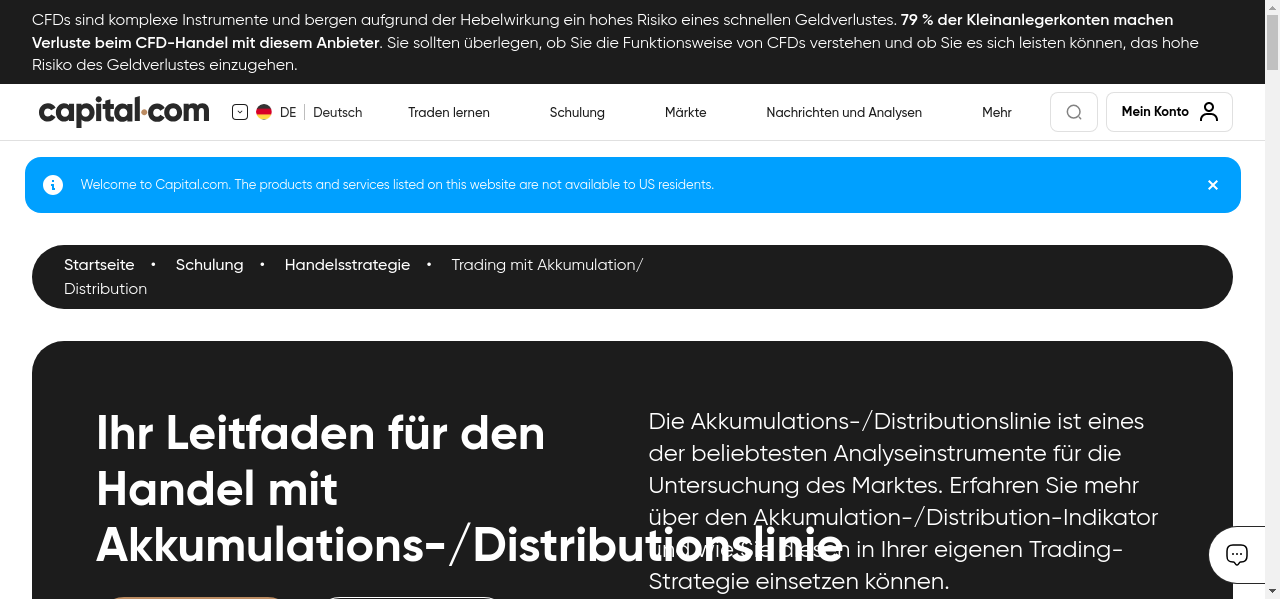 CFDs sind komplexe Instrumente und bergen aufgrund der Hebelwirkung ein hohes Risiko eines schnellen Geldverlustes. 79 % der Kleinanlegerkonten machen
Verluste beim CFD-Handel mit diesem Anbieter. Sie sollten überlegen, ob Sie die Funktionsweise von CFDs verstehen und ob Sie es sich leisten können, das hohe
Risiko des Geldverlustes einzugehen.
capital.com DE Deutsch Traden lernen Schulung Märkte Nachrichten und Analysen Mehr Mein Konto
Welcome to Capital.com. The products and services listed on this website are not available to US residents.
Startseite • Schulung • Handelsstrategie • Trading mit Akkumulation/
Distribution
Ihr Leitfaden für den
Handel mit
Akkumulations-/Distributionslinie
Die Akkumulations-/Distributionslinie ist eines
der beliebtesten Analyseinstrumente für die
Untersuchung des Marktes. Erfahren Sie mehr
über den Akkumulation-/Distribution-Indikator
und wie Sie diesen in Ihrer eigenen Trading-
Strategie einsetzen können.